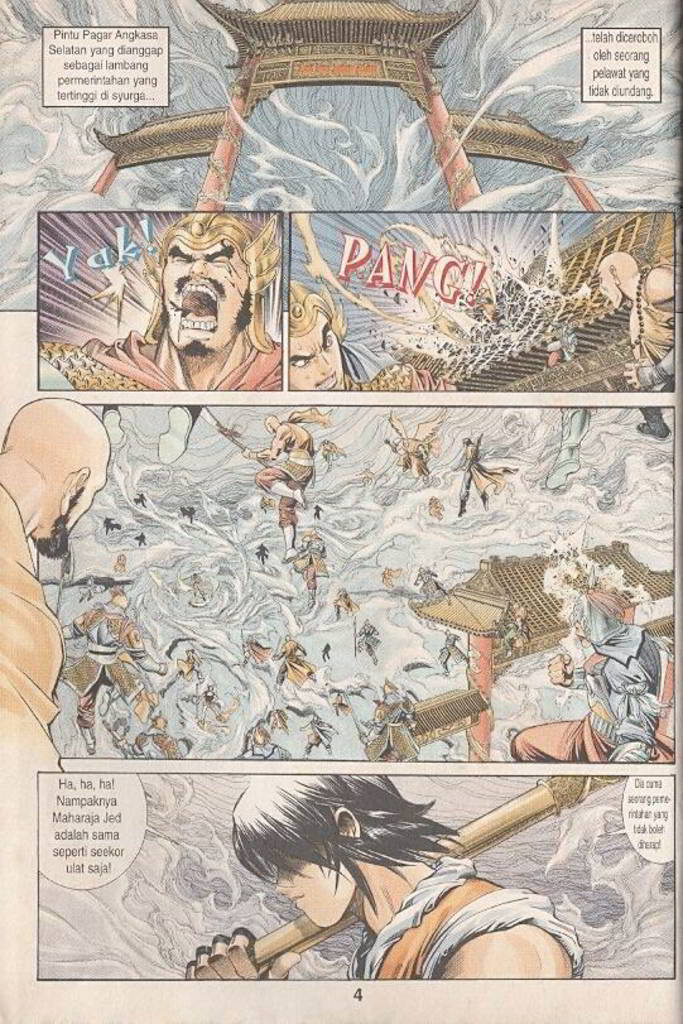 Pintu Pagar Angkasa
Selatan yang dianggap
sebagai lambang
permerintahan yang
tertinggi di syurga...
...telah diceroboh
oleh seorang
pelawat yang
tidak diundang.
Yak!
PANG!
Ha, ha, ha!
Nampaknya
Maharaja Jed
adalah sama
seperti seekor
ulat saja!
Dia cuma
seorang peme-
rintahan yang
tidak boleh
diharap!
4